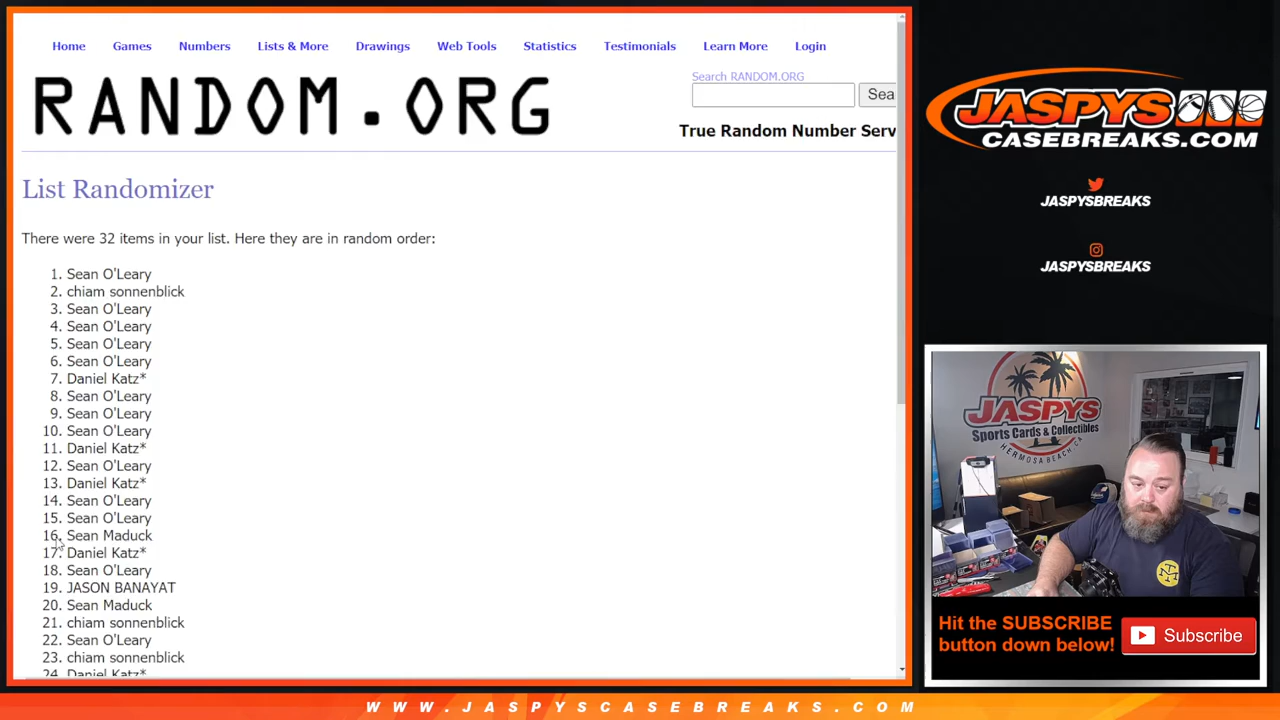 Home Games Numbers Lists & More Drawings Web Tools Statistics Testimonials Learn More Login
RANDOM.ORG
Search RANDOM.ORG
Sea
True Random Number Serv
List Randomizer
There were 32 items in your list. Here they are in random order:
1. Sean O'Leary
2. chiam sonnenblick
3. Sean O'Leary
4. Sean O'Leary
5. Sean O'Leary
6. Sean O'Leary
7. Daniel Katz*
8. Sean O'Leary
9. Sean O'Leary
10. Sean O'Leary
11. Daniel Katz*
12. Sean O'Leary
13. Daniel Katz*
14. Sean O'Leary
15. Sean O'Leary
16. Sean Maduck
17. Daniel Katz*
18. Sean O'Leary
19. JASON BANAYAT
20. Sean Maduck
21. chiam sonnenblick
22. Sean O'Leary
23. chiam sonnenblick
24. Daniel Katz*
JASPYS
CASEBREAKS.COM
JASPYSBREAKS
JASPYSBREAKS
JASPYS
Sports Cards & Collectibles
HERMOSA BEACH, CA
Hit the SUBSCRIBE
button down below!
Subscribe
WWW.JASPYSCASEBREAKS.COM